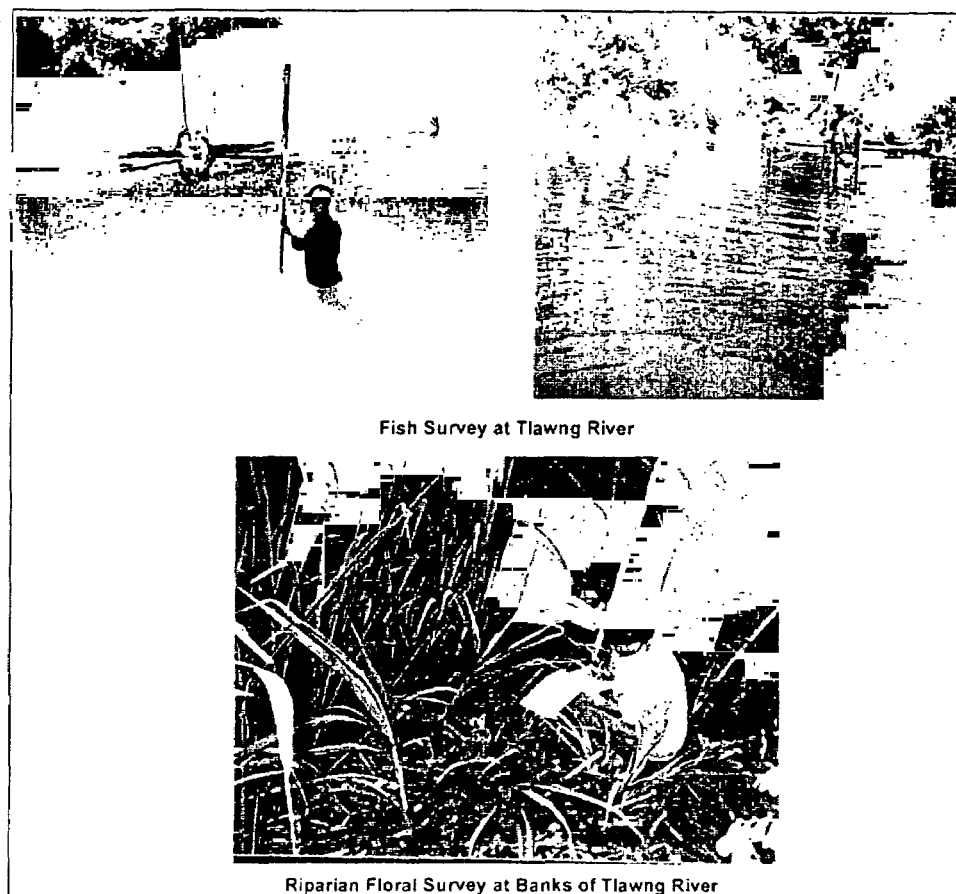 Fish Survey at Tlawng River
Riparian Floral Survey at Banks of Tlawng River